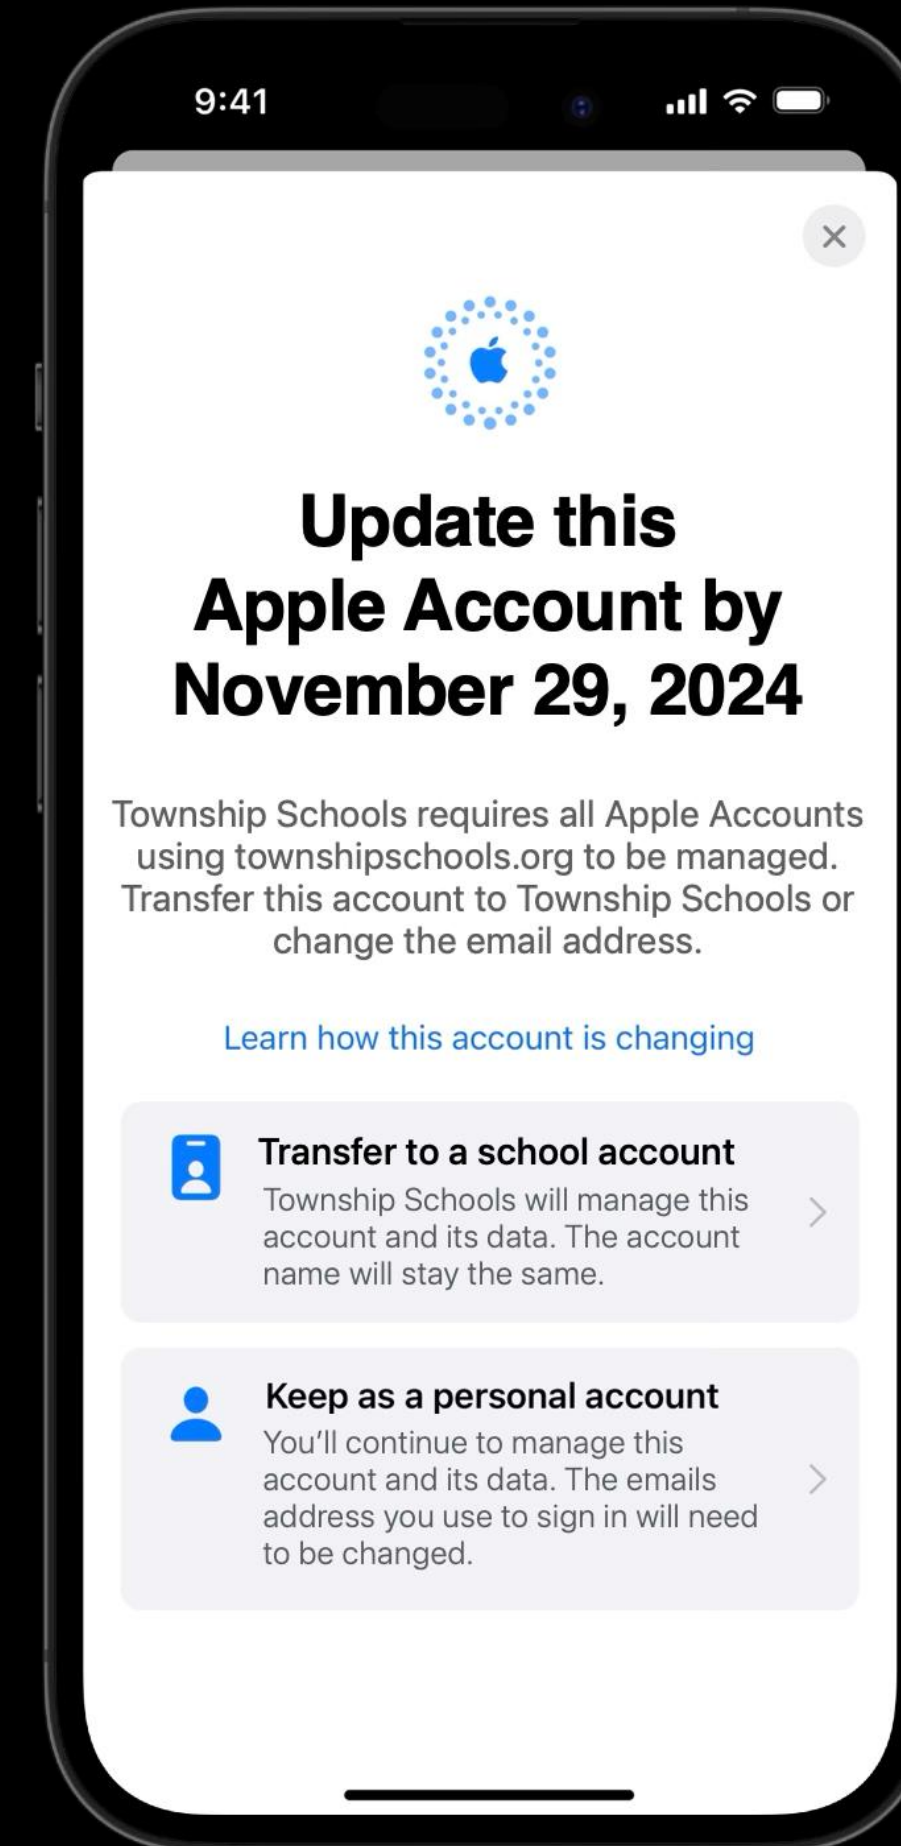 9:41
Update this
Apple Account by
November 29, 2024
Township Schools requires all Apple Accounts
using townshipschools.org to be managed.
Transfer this account to Township Schools or
change the email address.
Learn how this account is changing
Transfer to a school account
Township Schools will manage this
account and its data. The account
name will stay the same.
Keep as a personal account
You'll continue to manage this
account and its data. The emails
address you use to sign in will need
to be changed.